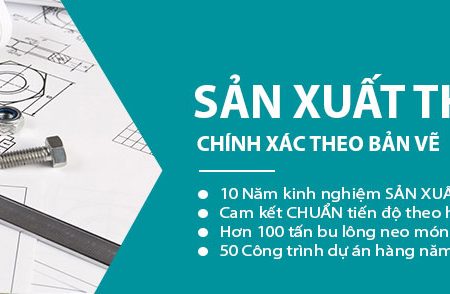 SẢN XUẤT TH
CHÍNH XÁC THEO BẢN VẼ
10 Năm kinh nghiệm SẢN XUẤ
Cam kết CHUẨN tiến độ theo h
Hơn 100 tấn bu lông neo món
50 Công trình dự án hàng năm